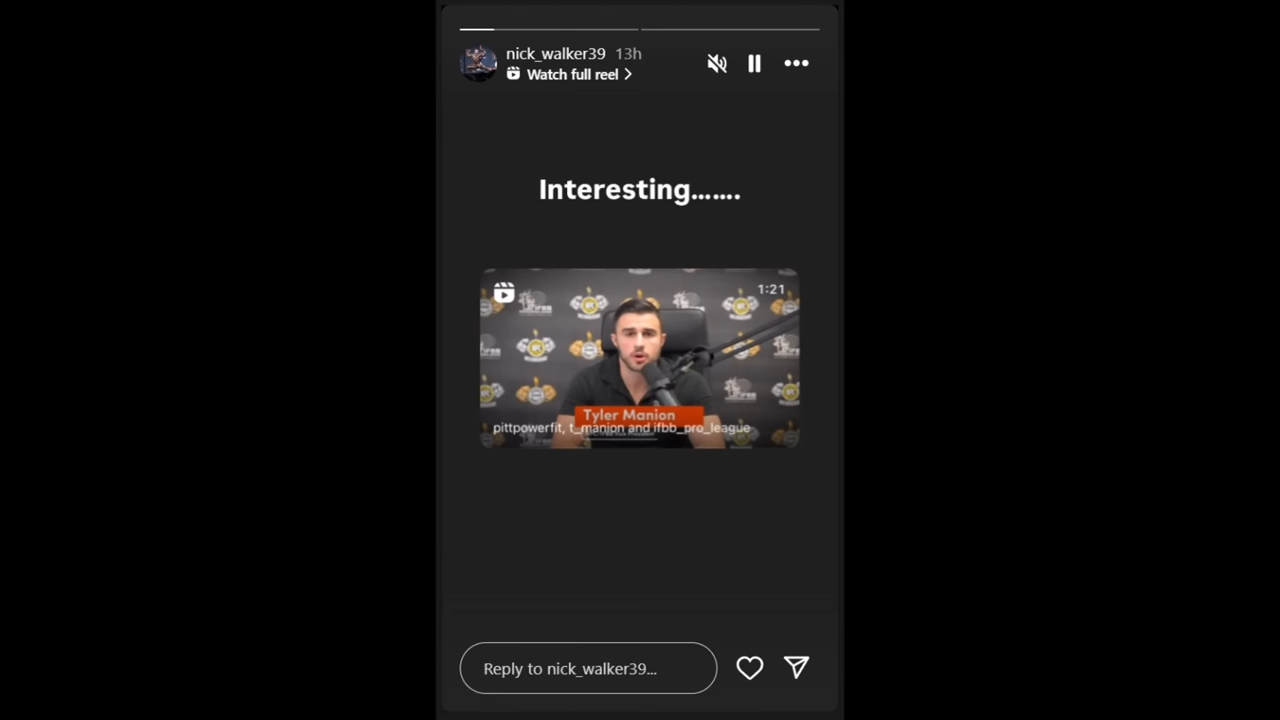 nick_walker39 13h
Watch full reel
Interesting.......
1:21
Tyler Manion
pittpowerfit, t_manion and ifbb_pro_league
Reply to nick_walker39...